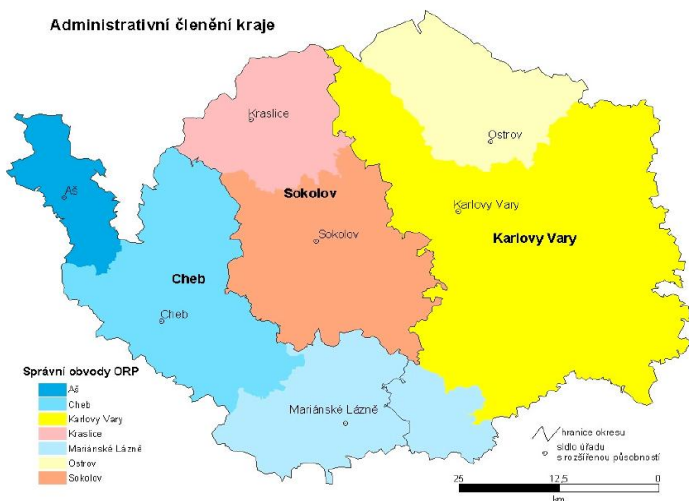 Administrativní členění kraje
Kraslice
Ostrov
Aš
Sokolov
Karlovy Vary
Sokolov
Karlovy Vary
Cheb
Cheb
Mariánské Lázně
Správní obvody ORP
Aš
Cheb
Karlovy Vary
Kraslice
Mariánské Lázně
Ostrov
Sokolov
hranice okresu
sídlo úřadu
s rozšířenou působností
25 12,5 0
km